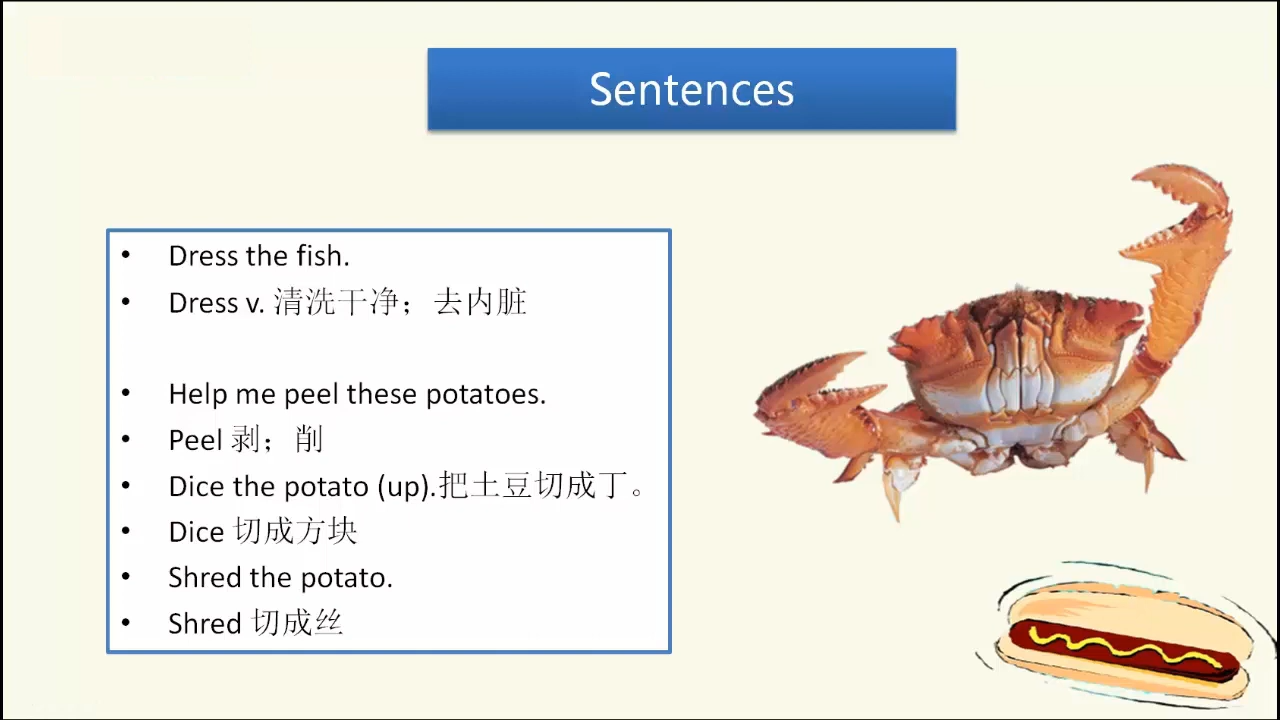 Sentences
• Dress the fish.
• Dress v. 清洗干净；去内脏
• Help me peel these potatoes.
• Peel 剥；削
• Dice the potato (up).把土豆切成丁。
• Dice 切成方块
• Shred the potato.
• Shred 切成丝